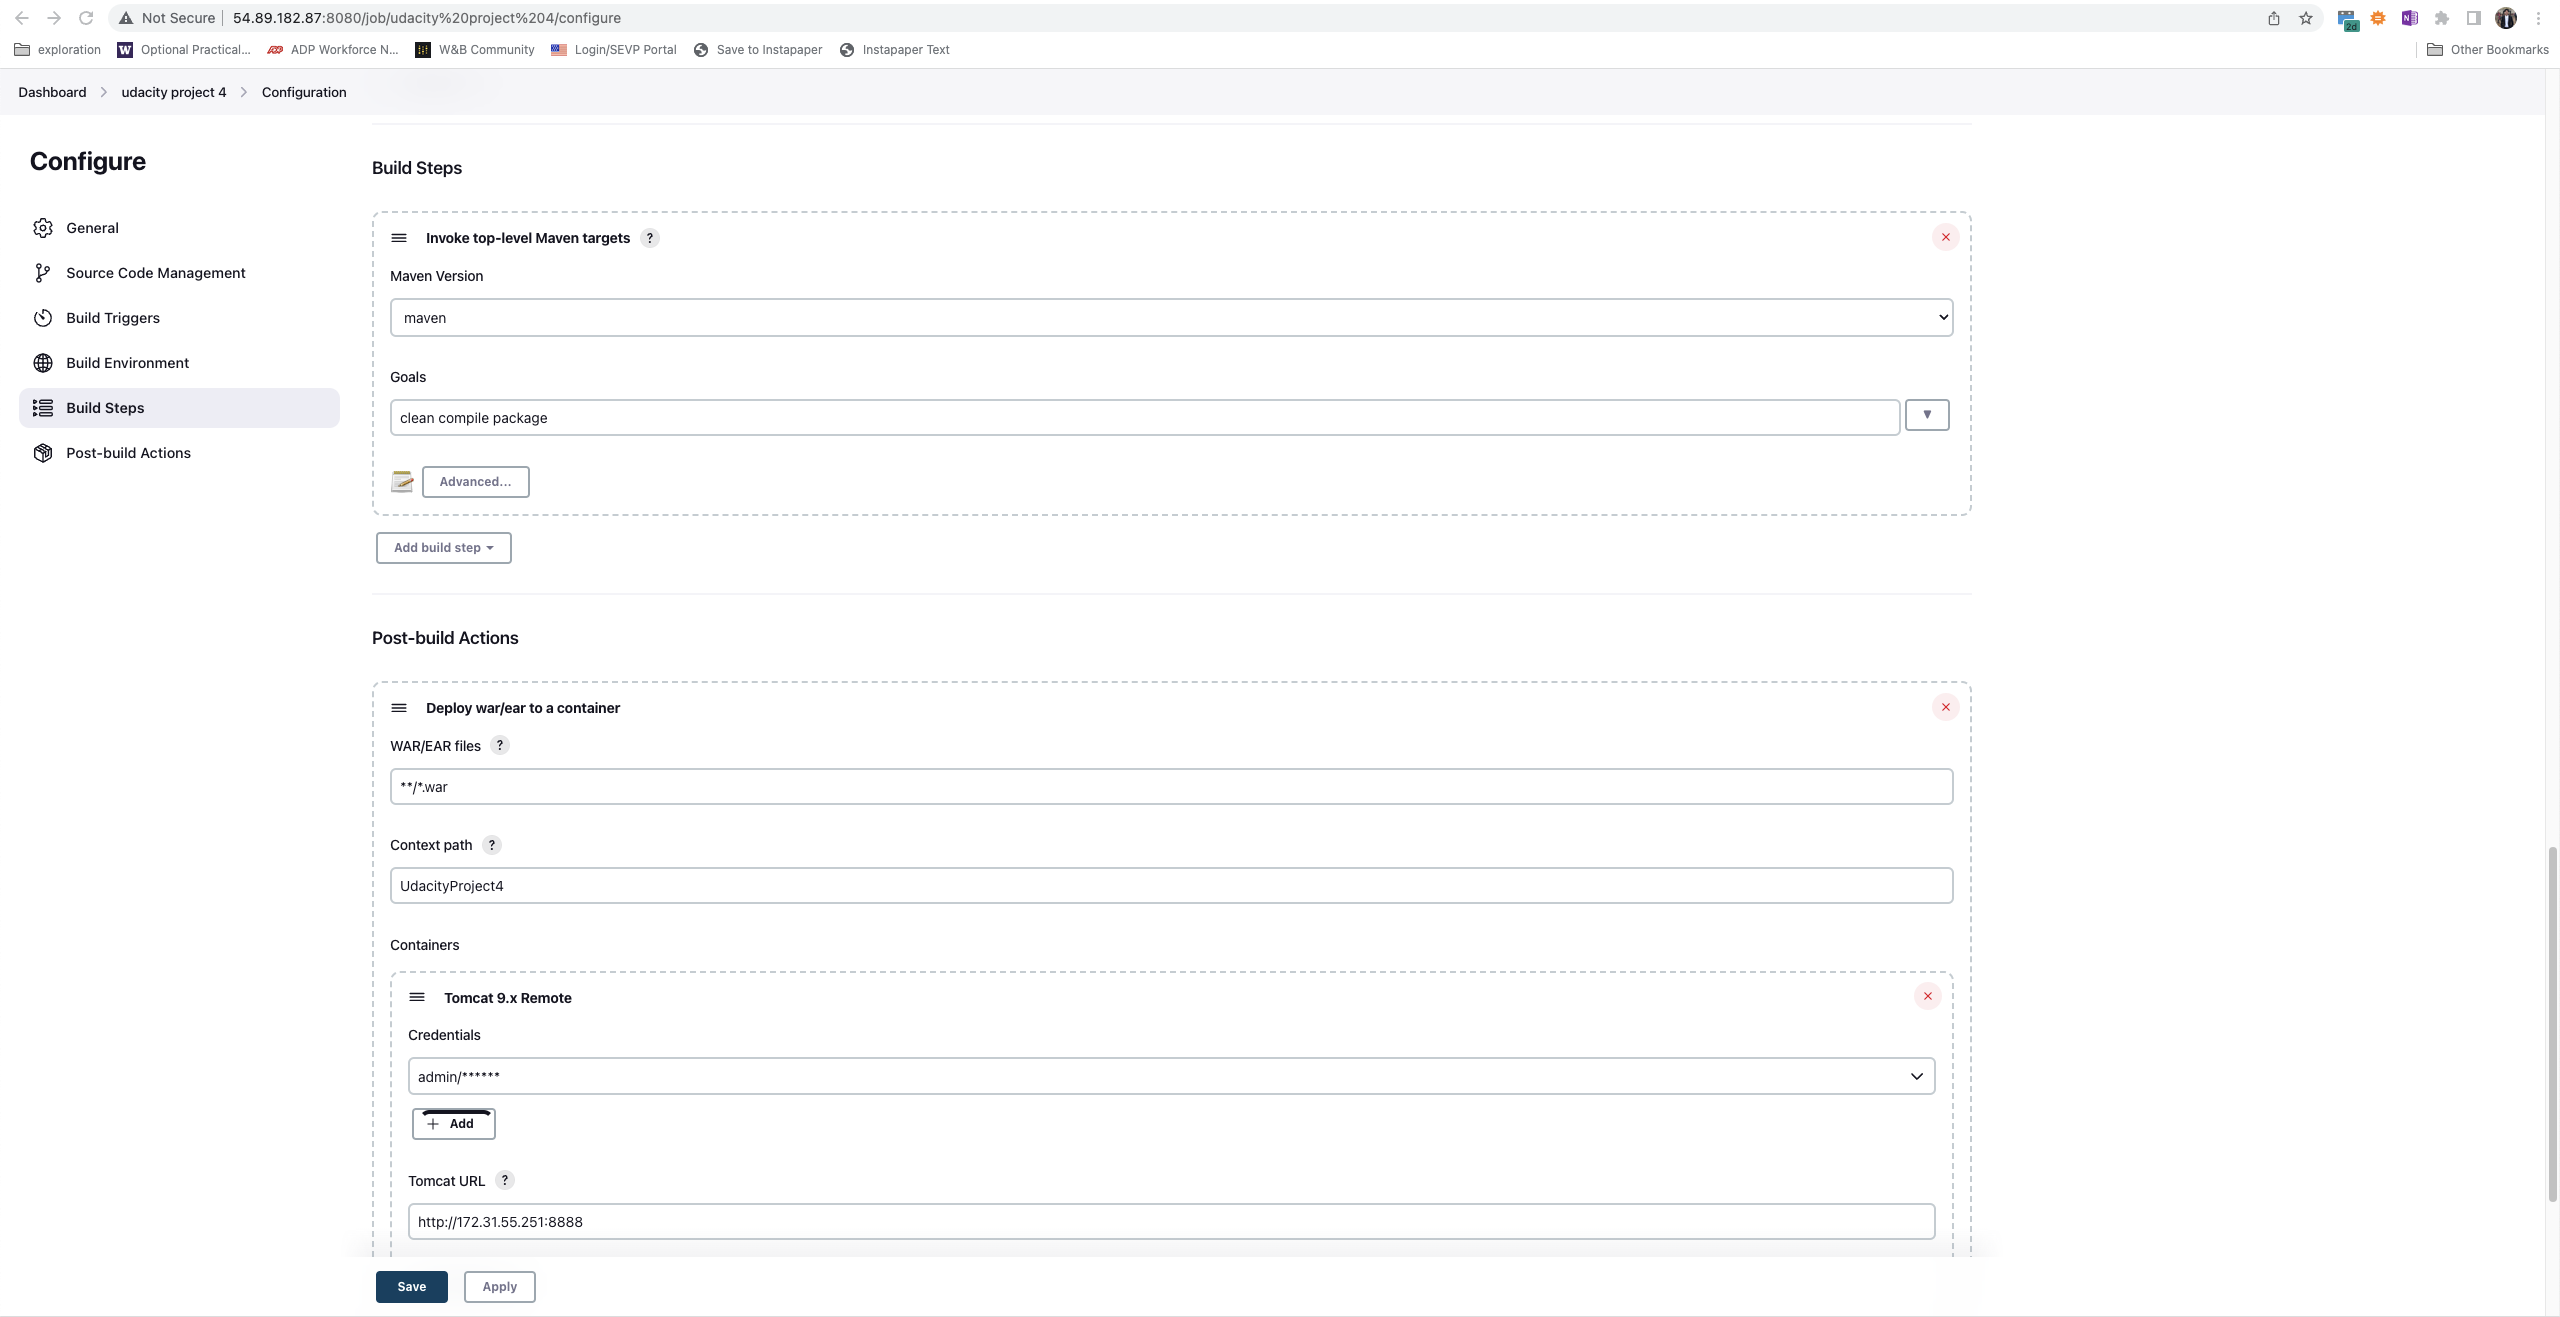 Not Secure | 54.89.182.87:8080/job/udacity%20project%204/configure
2d
exploration W Optional Practical... ADP Workforce N... W&B Community Login/SEVP Portal Save to Instapaper Instapaper Text Other Bookmarks
Dashboard > udacity project 4 > Configuration
Configure
General
Source Code Management
Build Triggers
Build Environment
Build Steps
Post-build Actions
Build Steps
Invoke top-level Maven targets ?
Maven Version
maven
Goals
clean compile package
Advanced...
Add build step
Post-build Actions
Deploy war/ear to a container
WAR/EAR files ?
**/*.war
Context path ?
UdacityProject4
Containers
Tomcat 9.x Remote
Credentials
admin/******
+ Add
Tomcat URL ?
http://172.31.55.251:8888
Save Apply